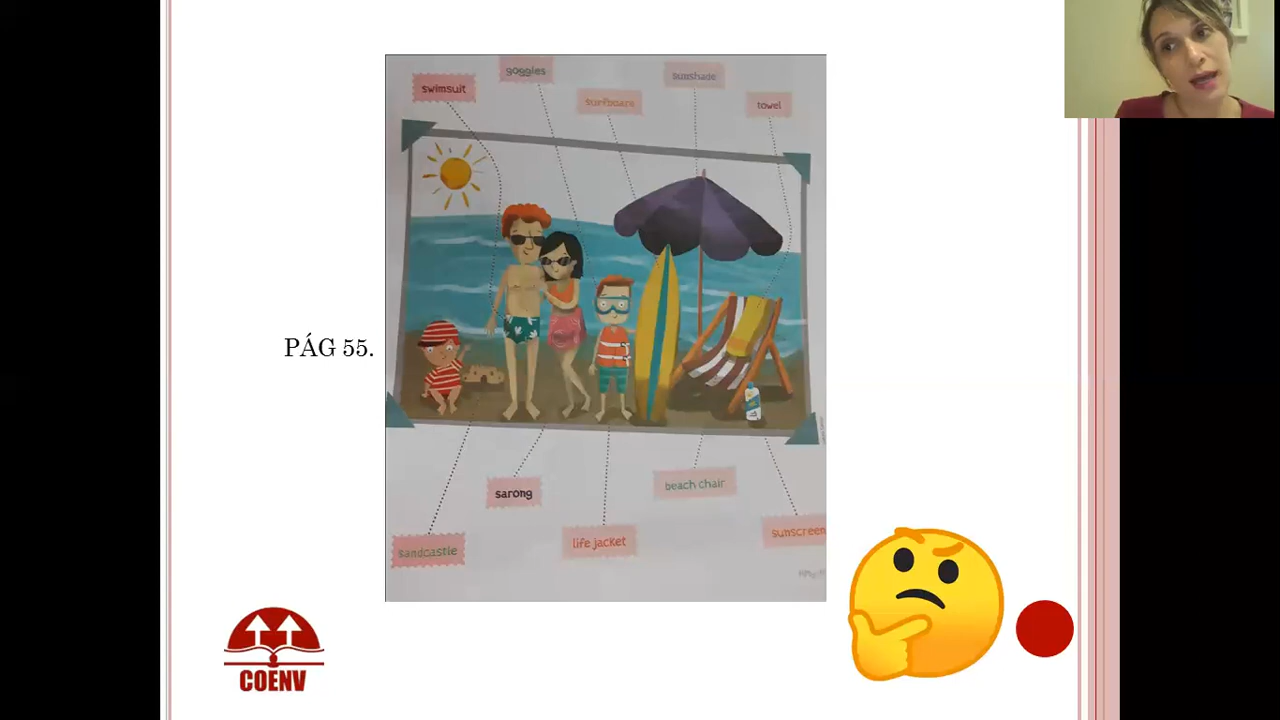 goggles
sunshade
swimsuit
surfboard
towel
PÁG 55.
beach chair
sarong
sunscreen
life jacket
sandcastle
COENV